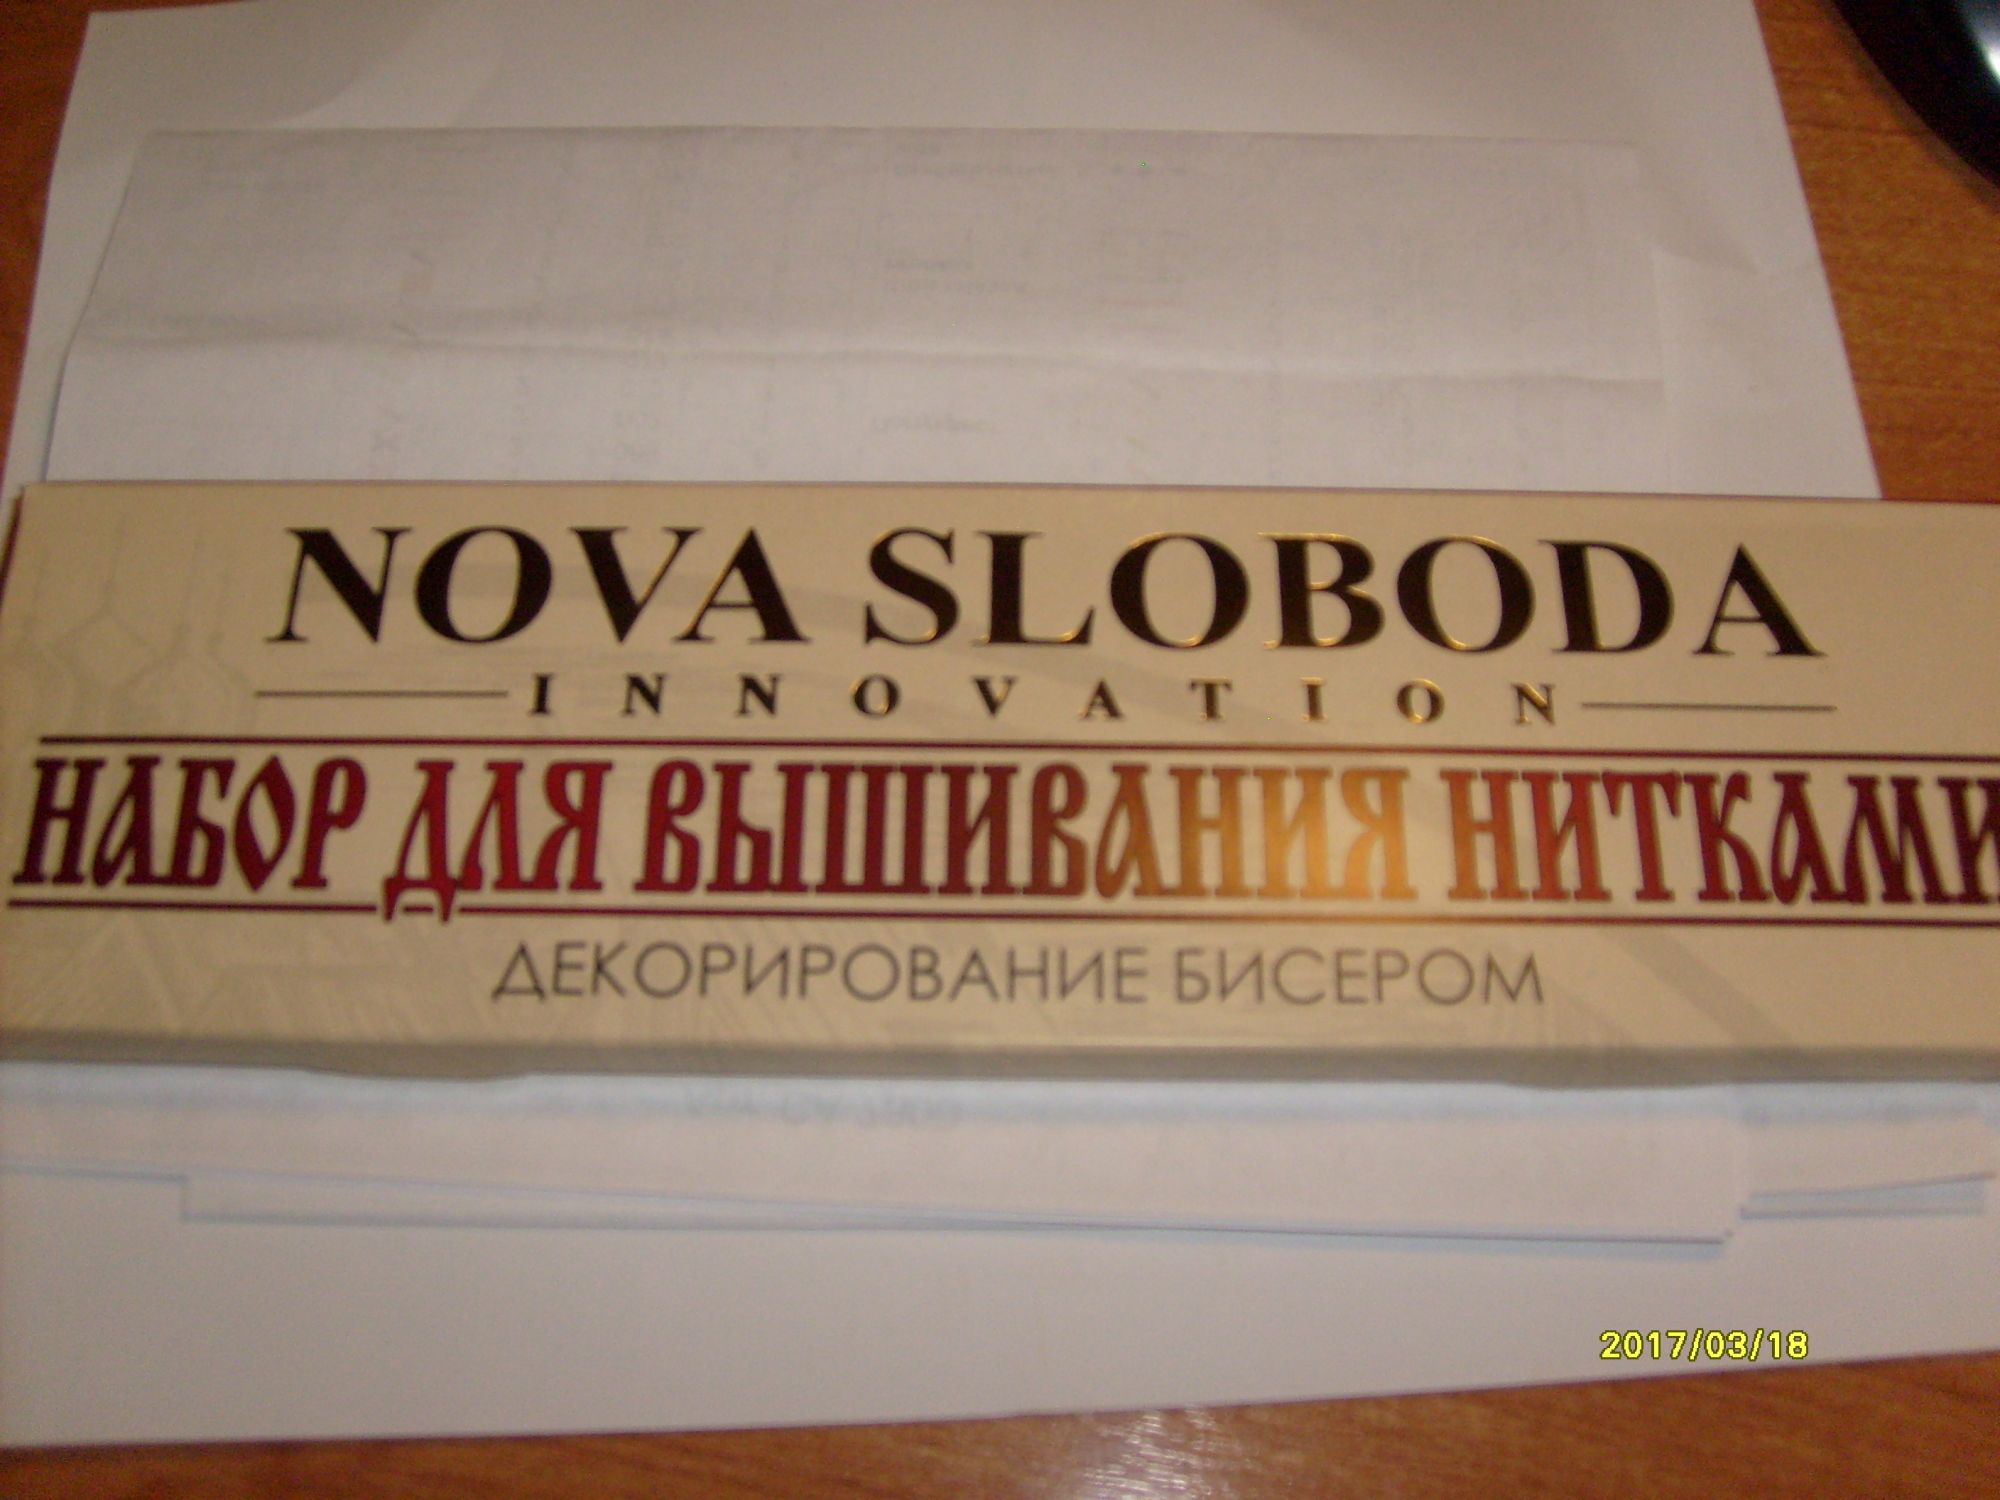 NOVA SLOBODA
INNOVATION
НАБОР ДЛЯ ВЫШИВАНИЯ НИТКАМИ
ДЕКОРИРОВАНИЕ БИСЕРОМ
2017/03/18